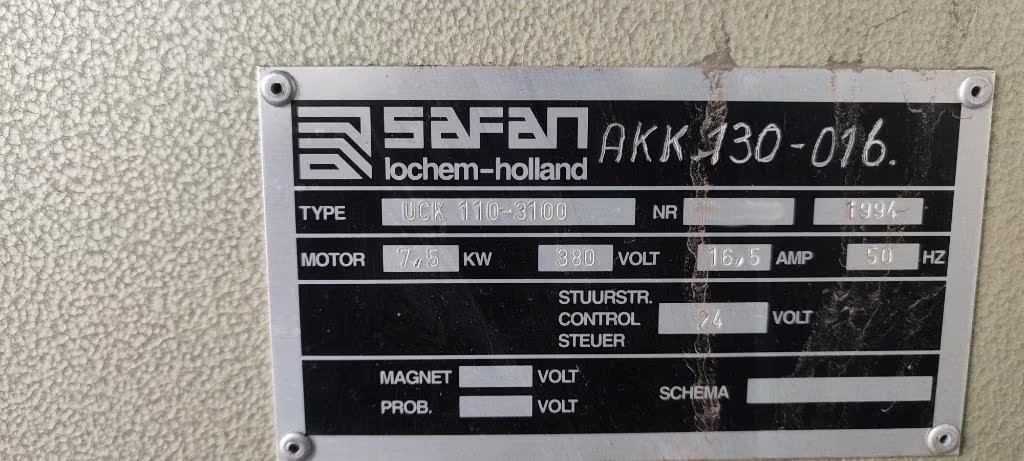 SAFAN AKK 130-016.
lochem-holland
TYPE UCK 110-3100 NR 1994
MOTOR 7,5 KW 380 VOLT 16,5 AMP 50 HZ
STUURSTR.
CONTROL 24 VOLT
STEUER
MAGNET VOLT
PROB. VOLT SCHEMA